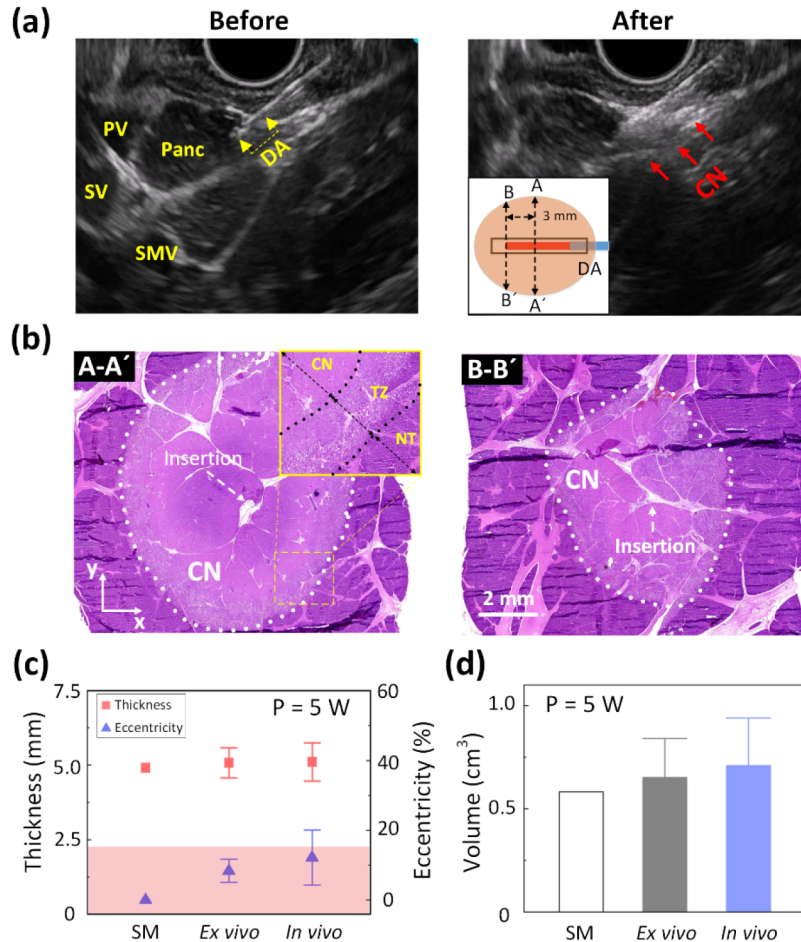 (a)
Before
After
PV
Panc
DA
SV
SMV
CN
B
A
3 mm
DA
B´
A´
(b)
A-A´
CN
TZ
NT
Insertion
CN
y
x
B-B´
CN
Insertion
2 mm
(c)
7.5
5.0
2.5
0
Thickness (mm)
Thickness
Eccentricity
P = 5 W
60
40
20
0
Eccentricity (%)
SM
Ex vivo
In vivo
(d)
1.0
0.5
0
Volume (cm³)
P = 5 W
SM
Ex vivo
In vivo